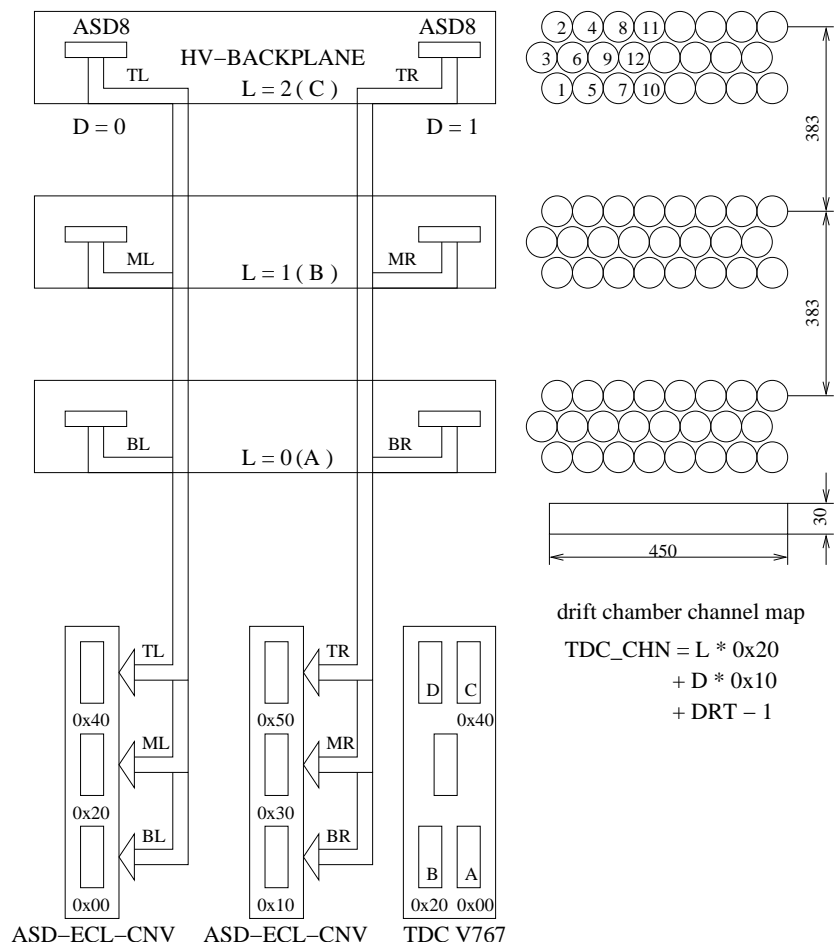 ASD8
ASD8
HV−BACKPLANE
TL
TR
L = 2 ( C )
D = 0
D = 1
2 4 8 11
3 6 9 12
1 5 7 10
383
ML
MR
L = 1 ( B )
383
BL
BR
L = 0 (A )
30
450
drift chamber channel map
TDC_CHN = L * 0x20
+ D * 0x10
+ DRT − 1
TL
TR
D
C
0x40
0x50
0x40
ML
MR
0x20
0x30
BL
BR
B
A
0x00
0x10
0x20
0x00
ASD−ECL−CNV
ASD−ECL−CNV
TDC V767